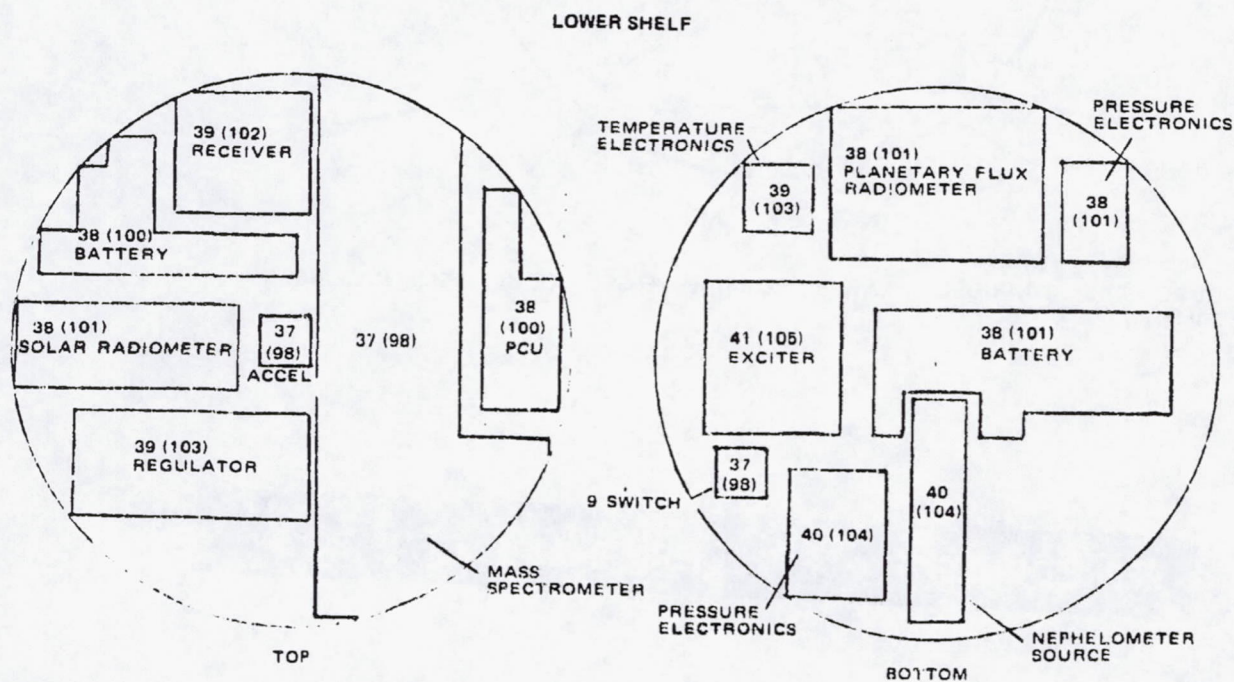 LOWER SHELF
39 (102)
RECEIVER
38 (100)
BATTERY
38 (101)
SOLAR RADIOMETER
37
(98)
ACCEL
37 (98)
38
(100)
PCU
39 (103)
REGULATOR
MASS
SPECTROMETER
TOP
TEMPERATURE
ELECTRONICS
39
(103)
38 (101)
PLANETARY FLUX
RADIOMETER
PRESSURE
ELECTRONICS
38
(101)
41 (105)
EXCITER
38 (101)
BATTERY
37
(98)
9 SWITCH
40 (104)
40
(104)
PRESSURE
ELECTRONICS
NEPHELOMETER
SOURCE
BOTTOM